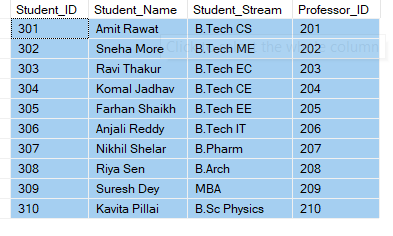 Student_ID Student_Name Student_Stream Professor_ID
301 Amit Rawat B.Tech CS 201
302 Sneha More B.Tech ME 202
303 Ravi Thakur B.Tech EC 203
304 Komal Jadhav B.Tech CE 204
305 Farhan Shaikh B.Tech EE 205
306 Anjali Reddy B.Tech IT 206
307 Nikhil Shelar B.Pharm 207
308 Riya Sen B.Arch 208
309 Suresh Dey MBA 209
310 Kavita Pillai B.Sc Physics 210